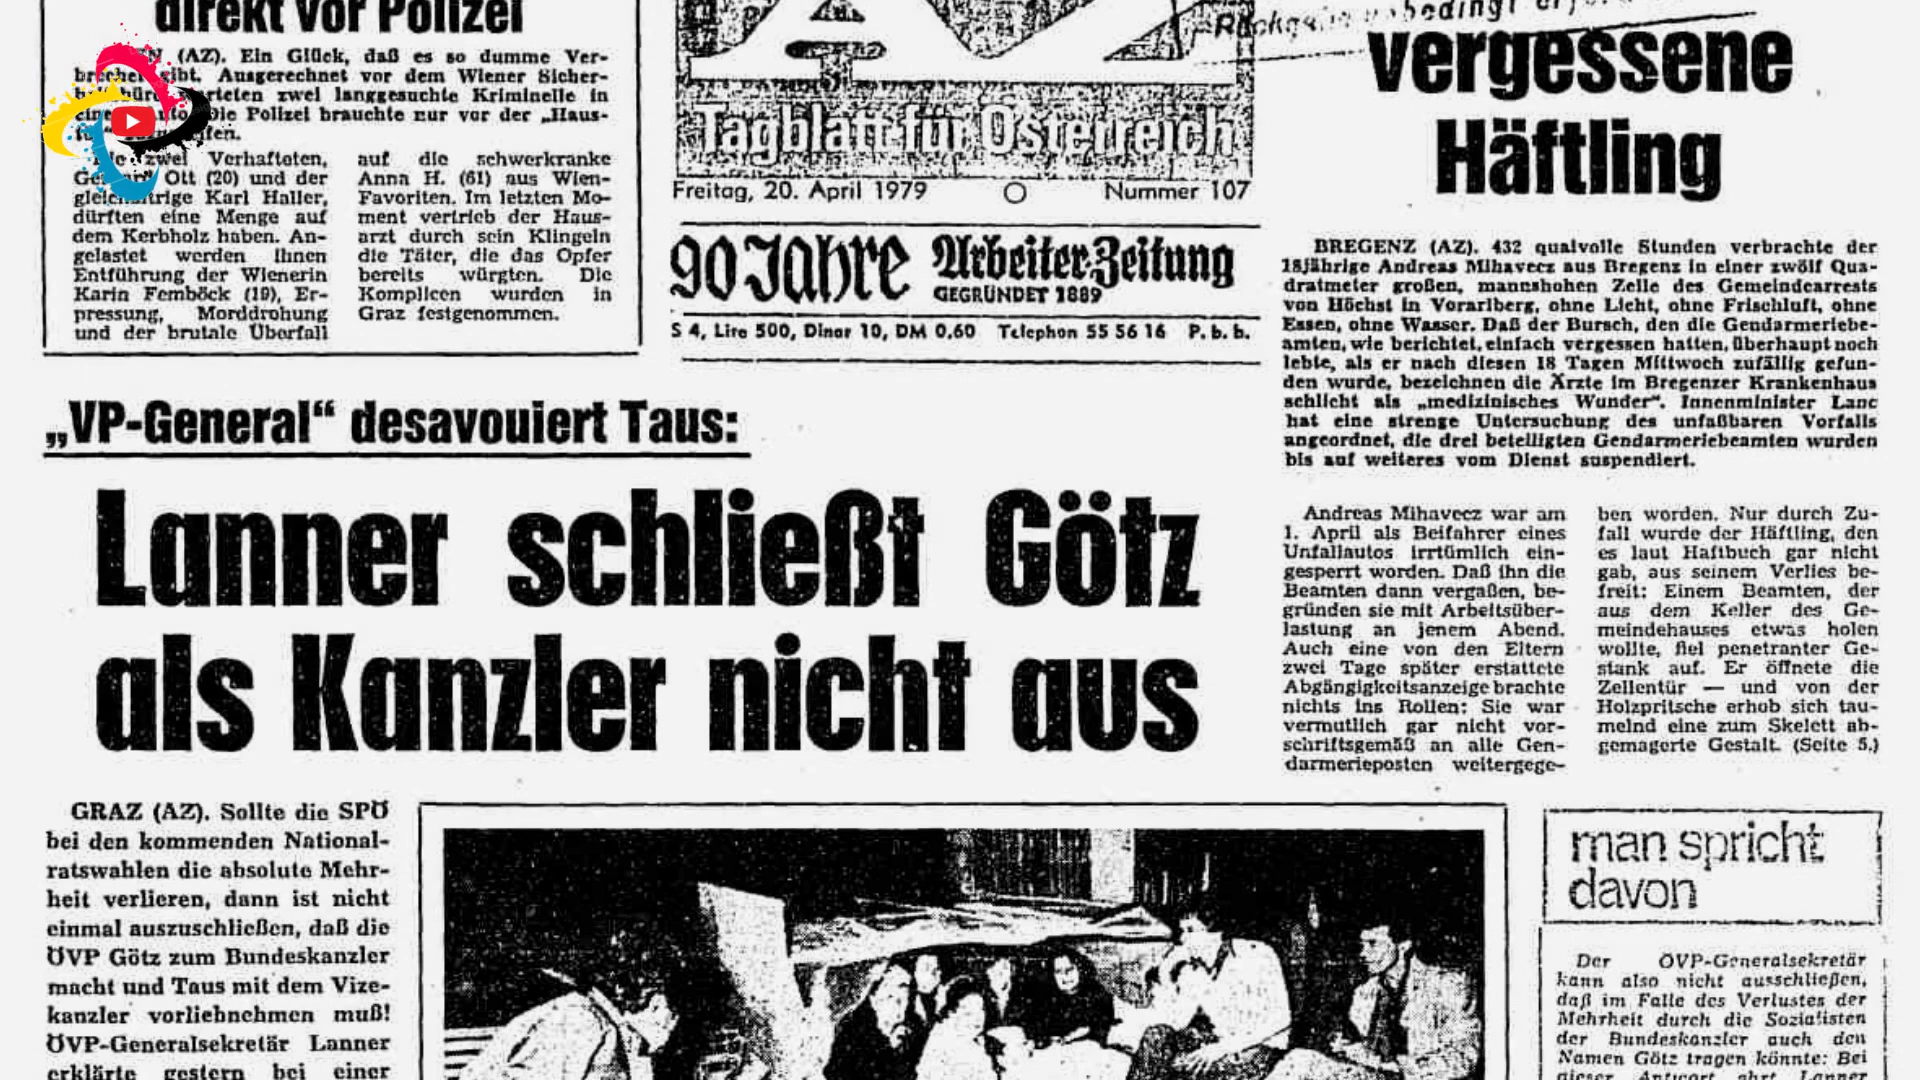 direkt vor Polizei
(AZ). Ein Glück, daß es so dumme Ver-
brecher gibt. Ausgerechnet vor dem Wiener Sicher-
warteten zwei langgesuchte Kriminelle in
Die Polizei brauchte nur vor der „Haus-
zwei Verhafteten,
Ott (20) und der
gleichaltrige Karl Haller,
dürften eine Menge auf
dem Kerbholz haben. An-
gelastet werden ihnen
Entführung der Wienerin
Karin Femböck (19), Er-
pressung, Morddrohung
und der brutale Überfall
auf die schwerkranke
Anna H. (61) aus Wien-
Favoriten. Im letzten Mo-
ment vertrieb der Haus-
arzt durch sein Klingeln
die Täter, die das Opfer
bereits würgten. Die
Komplicen wurden in
Graz festgenommen.
AZ
Tagblatt für Österreich
Freitag, 20. April 1979 Nummer 107
90 Jahre Arbeiter-Zeitung
GEGRÜNDET 1889
S 4, Lire 500, Dinar 10, DM 0,60 Telephon 55 56 16 P. b. b.
vergessene
Häftling
BREGENZ (AZ). 432 qualvolle Stunden verbrachte der
18jährige Andreas Mihavecz aus Bregenz in einer zwölf Qua-
dratmeter großen, mannshohen Zelle des Gemeindearrests
von Höchst in Vorarlberg, ohne Licht, ohne Frischluft, ohne
Essen, ohne Wasser. Daß der Bursch, den die Gendarmeriebe-
amten, wie berichtet, einfach vergessen hatten, überhaupt noch
lebte, als er nach diesen 18 Tagen Mittwoch zufällig gefun-
den wurde, bezeichnen die Ärzte im Bregenzer Krankenhaus
schlicht als „medizinisches Wunder“. Innenminister Lanc
hat eine strenge Untersuchung des unfaßbaren Vorfalls
angeordnet, die drei beteiligten Gendarmeriebeamten wurden
bis auf weiteres vom Dienst suspendiert.
Andreas Mihavecz war am
1. April als Beifahrer eines
Unfallautos irrtümlich ein-
gesperrt worden. Daß ihn die
Beamten dann vergaßen, be-
gründen sie mit Arbeitsüber-
lastung an jenem Abend.
Auch eine von den Eltern
zwei Tage später erstattete
Abgängigkeitsanzeige brachte
nichts ins Rollen: Sie war
vermutlich gar nicht vor-
schriftsgemäß an alle Gen-
darmerieposten weitergege-
ben worden. Nur durch Zu-
fall wurde der Häftling, den
es laut Haftbuch gar nicht
gab, aus seinem Verlies be-
freit: Einem Beamten, der
aus dem Keller des Ge-
meindehauses etwas holen
wollte, fiel penetranter Ge-
stank auf. Er öffnete die
Zellentür — und von der
Holzpritsche erhob sich tau-
melnd eine zum Skelett ab-
gemagerte Gestalt. (Seite 5.)
„VP-General“ desavouiert Taus:
Lanner schließt Götz
als Kanzler nicht aus
GRAZ (AZ). Sollte die SPÖ
bei den kommenden National-
ratswahlen die absolute Mehr-
heit verlieren, dann ist nicht
einmal auszuschließen, daß die
ÖVP Götz zum Bundeskanzler
macht und Taus mit dem Vize-
kanzler vorliebnehmen muß!
ÖVP-Generalsekretär Lanner
erklärte gestern bei einer
man spricht
davon
Der ÖVP-Generalsekretär
kann also nicht ausschließen,
daß im Falle des Verlustes der
Mehrheit durch die Sozialisten
der Bundeskanzler auch den
Namen Götz tragen könnte: Bei
dieser Antwort ehrt Lanner